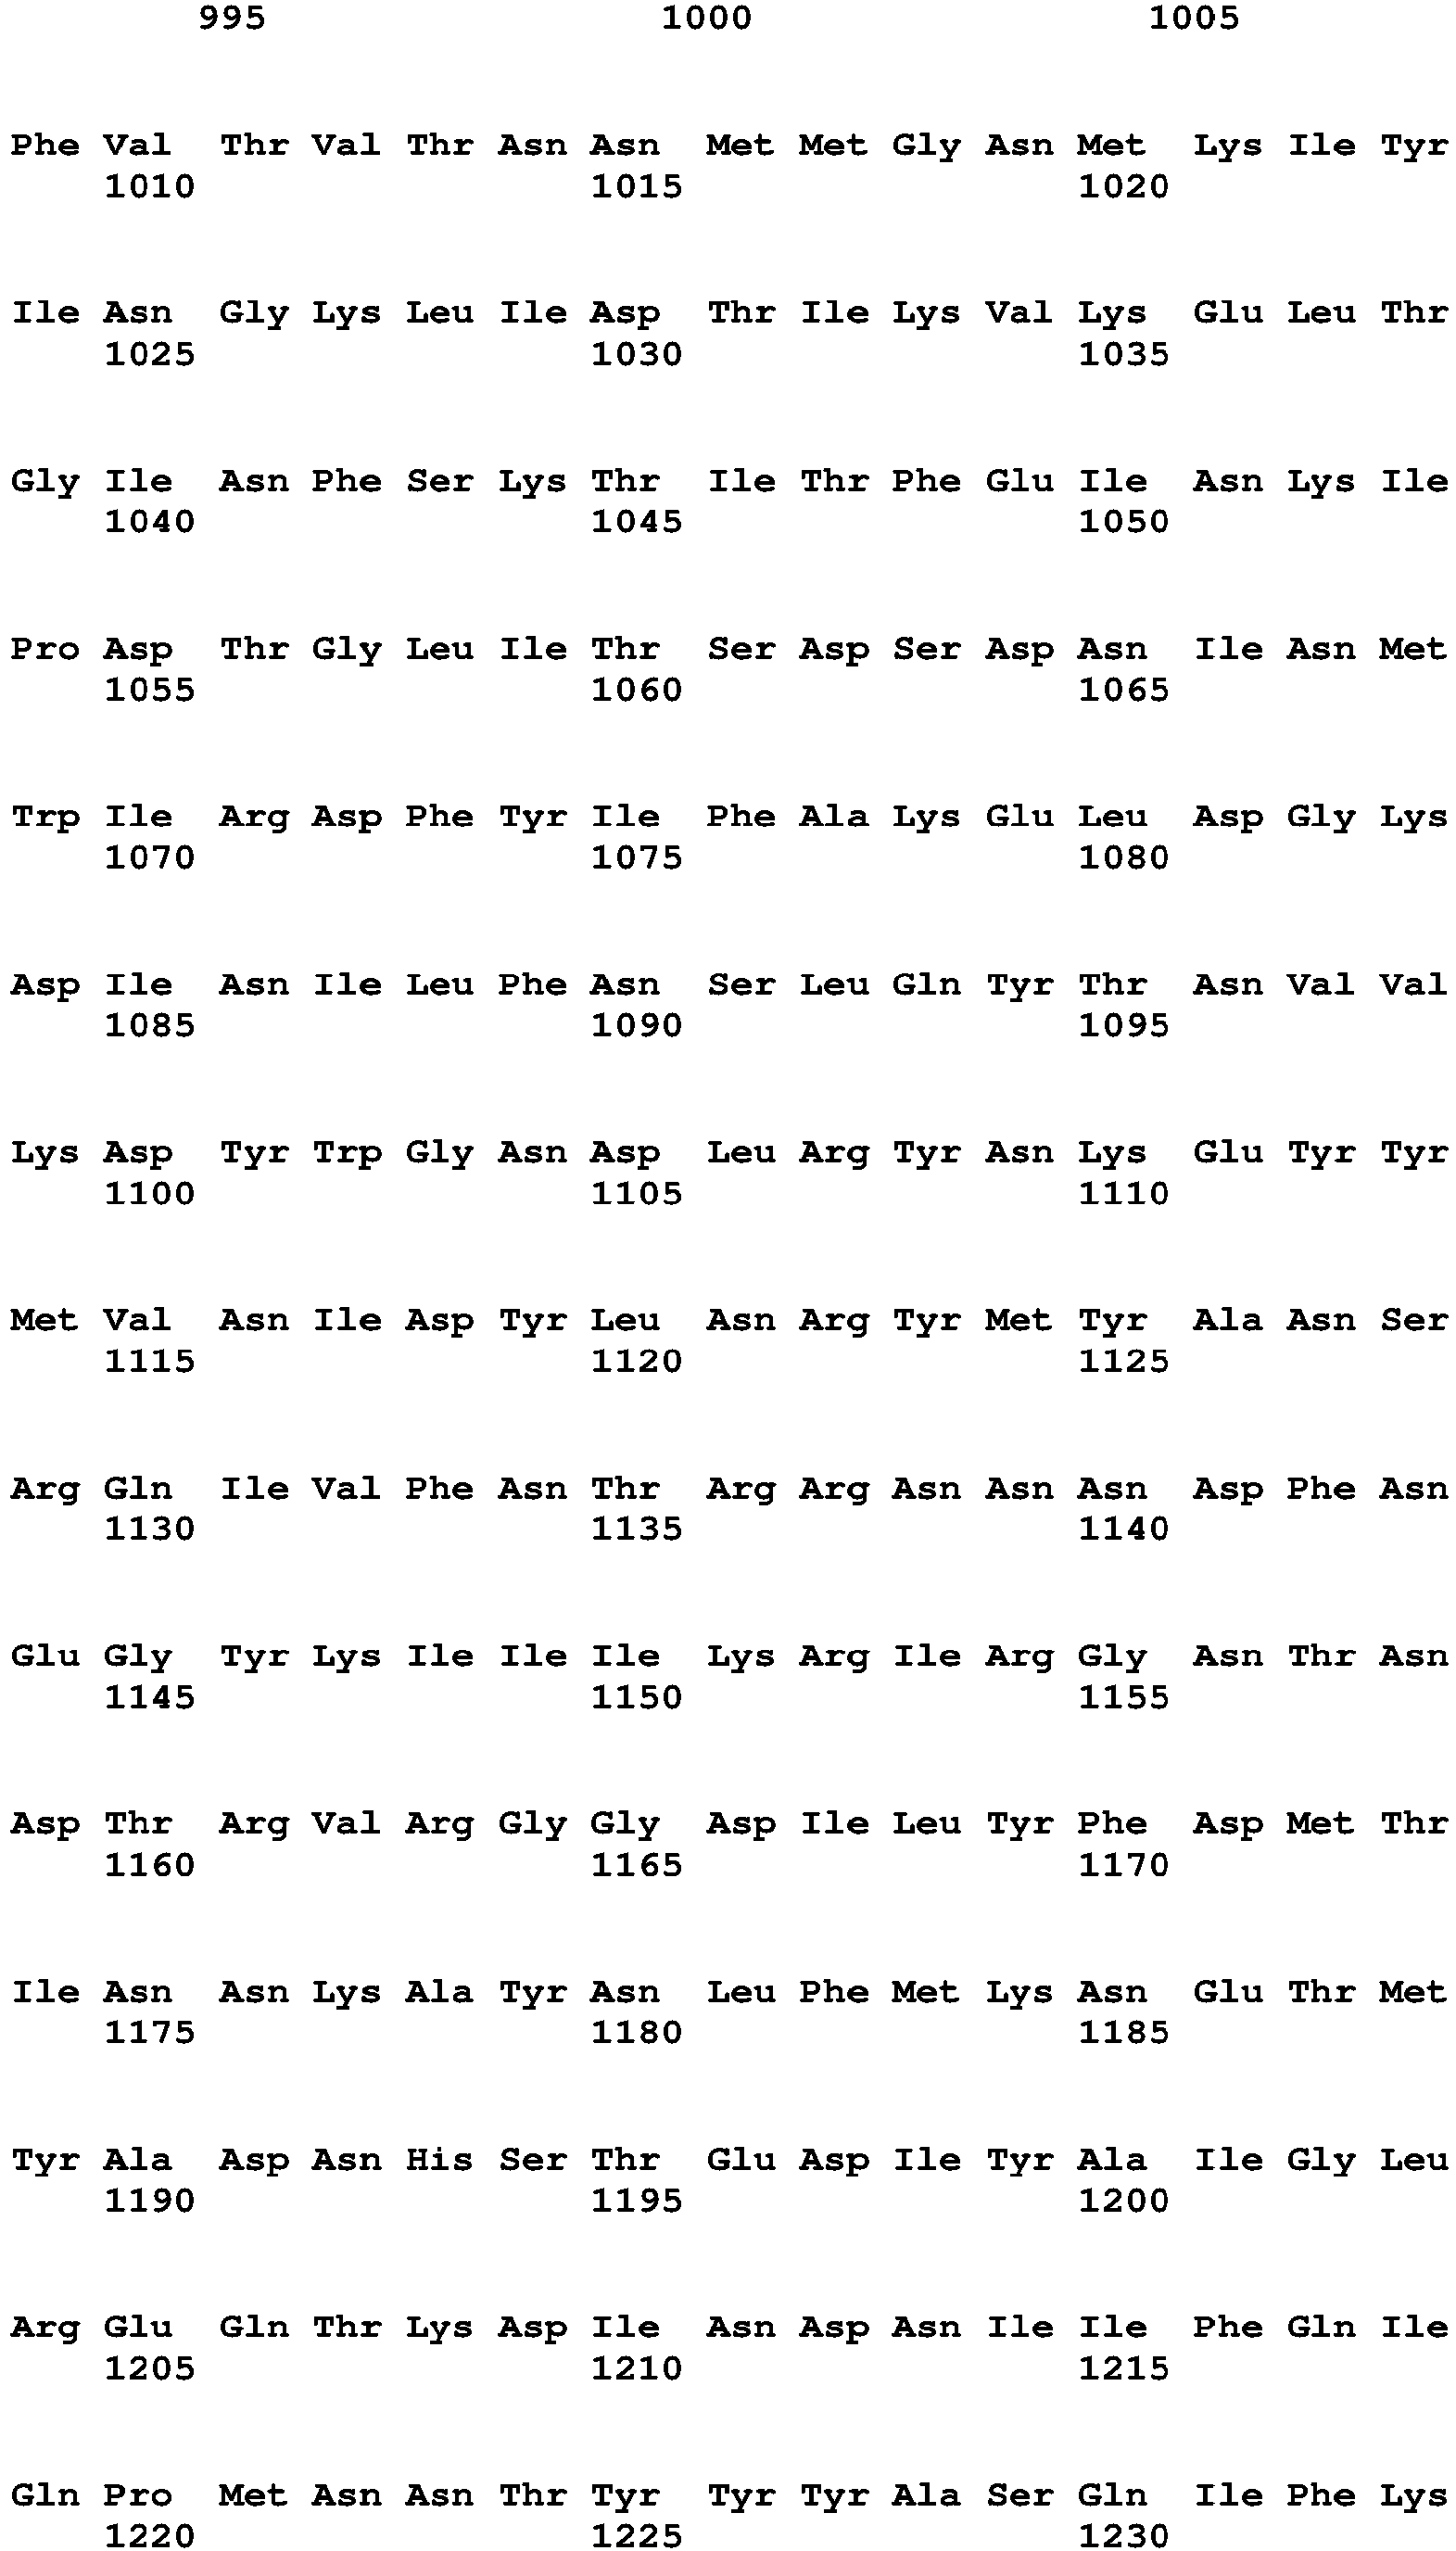 995 1000 1005
Phe Val Thr Val Thr Asn Asn Met Met Gly Asn Met Lys Ile Tyr
1010 1015 1020
Ile Asn Gly Lys Leu Ile Asp Thr Ile Lys Val Lys Glu Leu Thr
1025 1030 1035
Gly Ile Asn Phe Ser Lys Thr Ile Thr Phe Glu Ile Asn Lys Ile
1040 1045 1050
Pro Asp Thr Gly Leu Ile Thr Ser Asp Ser Asp Asn Ile Asn Met
1055 1060 1065
Trp Ile Arg Asp Phe Tyr Ile Phe Ala Lys Glu Leu Asp Gly Lys
1070 1075 1080
Asp Ile Asn Ile Leu Phe Asn Ser Leu Gln Tyr Thr Asn Val Val
1085 1090 1095
Lys Asp Tyr Trp Gly Asn Asp Leu Arg Tyr Asn Lys Glu Tyr Tyr
1100 1105 1110
Met Val Asn Ile Asp Tyr Leu Asn Arg Tyr Met Tyr Ala Asn Ser
1115 1120 1125
Arg Gln Ile Val Phe Asn Thr Arg Arg Asn Asn Asn Asp Phe Asn
1130 1135 1140
Glu Gly Tyr Lys Ile Ile Ile Lys Arg Ile Arg Gly Asn Thr Asn
1145 1150 1155
Asp Thr Arg Val Arg Gly Gly Asp Ile Leu Tyr Phe Asp Met Thr
1160 1165 1170
Ile Asn Asn Lys Ala Tyr Asn Leu Phe Met Lys Asn Glu Thr Met
1175 1180 1185
Tyr Ala Asp Asn His Ser Thr Glu Asp Ile Tyr Ala Ile Gly Leu
1190 1195 1200
Arg Glu Gln Thr Lys Asp Ile Asn Asp Asn Ile Ile Phe Gln Ile
1205 1210 1215
Gln Pro Met Asn Asn Thr Tyr Tyr Tyr Ala Ser Gln Ile Phe Lys
1220 1225 1230